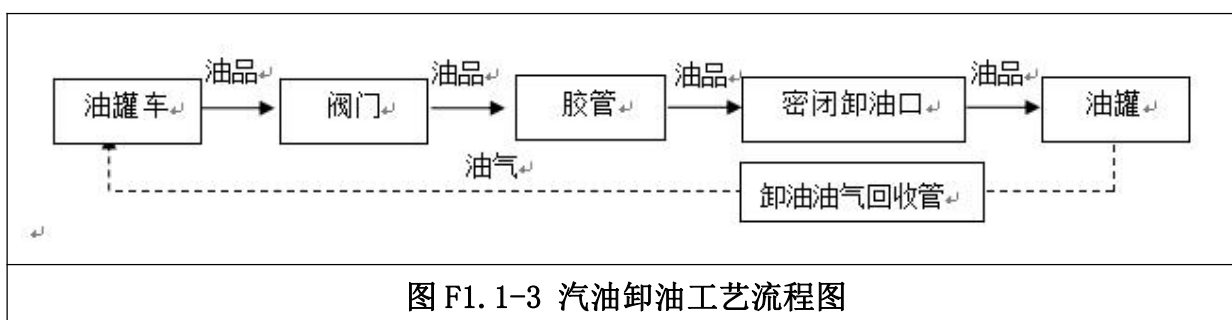 油品 油品 油品 油品
油罐车 阀门 胶管 密闭卸油口 油罐
油气
卸油油气回收管
图 F1.1-3 汽油卸油工艺流程图